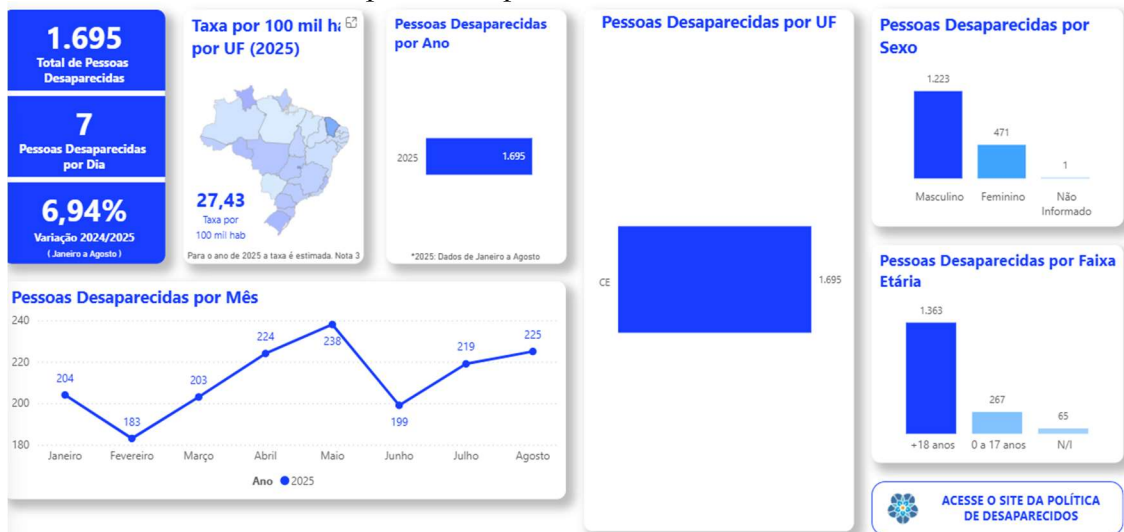 1.695
Total de Pessoas
Desaparecidas
7
Pessoas Desaparecidas
por Dia
6,94%
Variação 2024/2025
( Janeiro a Agosto )
Taxa por 100 mil ha
por UF (2025)
27,43
Taxa por
100 mil hab
Para o ano de 2025 a taxa é estimada. Nota 3
Pessoas Desaparecidas
por Ano
2025
1.695
*2025: Dados de Janeiro a Agosto
Pessoas Desaparecidas por UF
CE
1.695
Pessoas Desaparecidas por
Sexo
1.223
471
1
Masculino Feminino Não
Informado
Pessoas Desaparecidas por Faixa
Etária
1.363
267
65
+18 anos 0 a 17 anos N/I
Pessoas Desaparecidas por Mês
240
220
200
180
204
183
203
224
238
199
219
225
Janeiro Fevereiro Março Abril Maio Junho Julho Agosto
Ano 2025
ACESSE O SITE DA POLÍTICA
DE DESAPARECIDOS